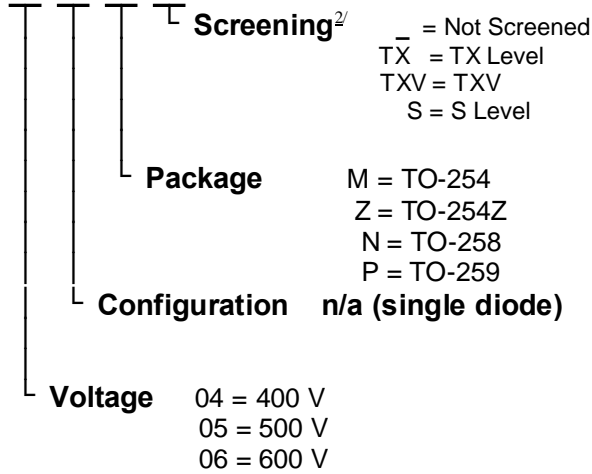 Screening2/ _ = Not Screened
TX = TX Level
TXV = TXV
S = S Level
Package M = TO-254
Z = TO-254Z
N = TO-258
P = TO-259
Configuration n/a (single diode)
Voltage 04 = 400 V
05 = 500 V
06 = 600 V